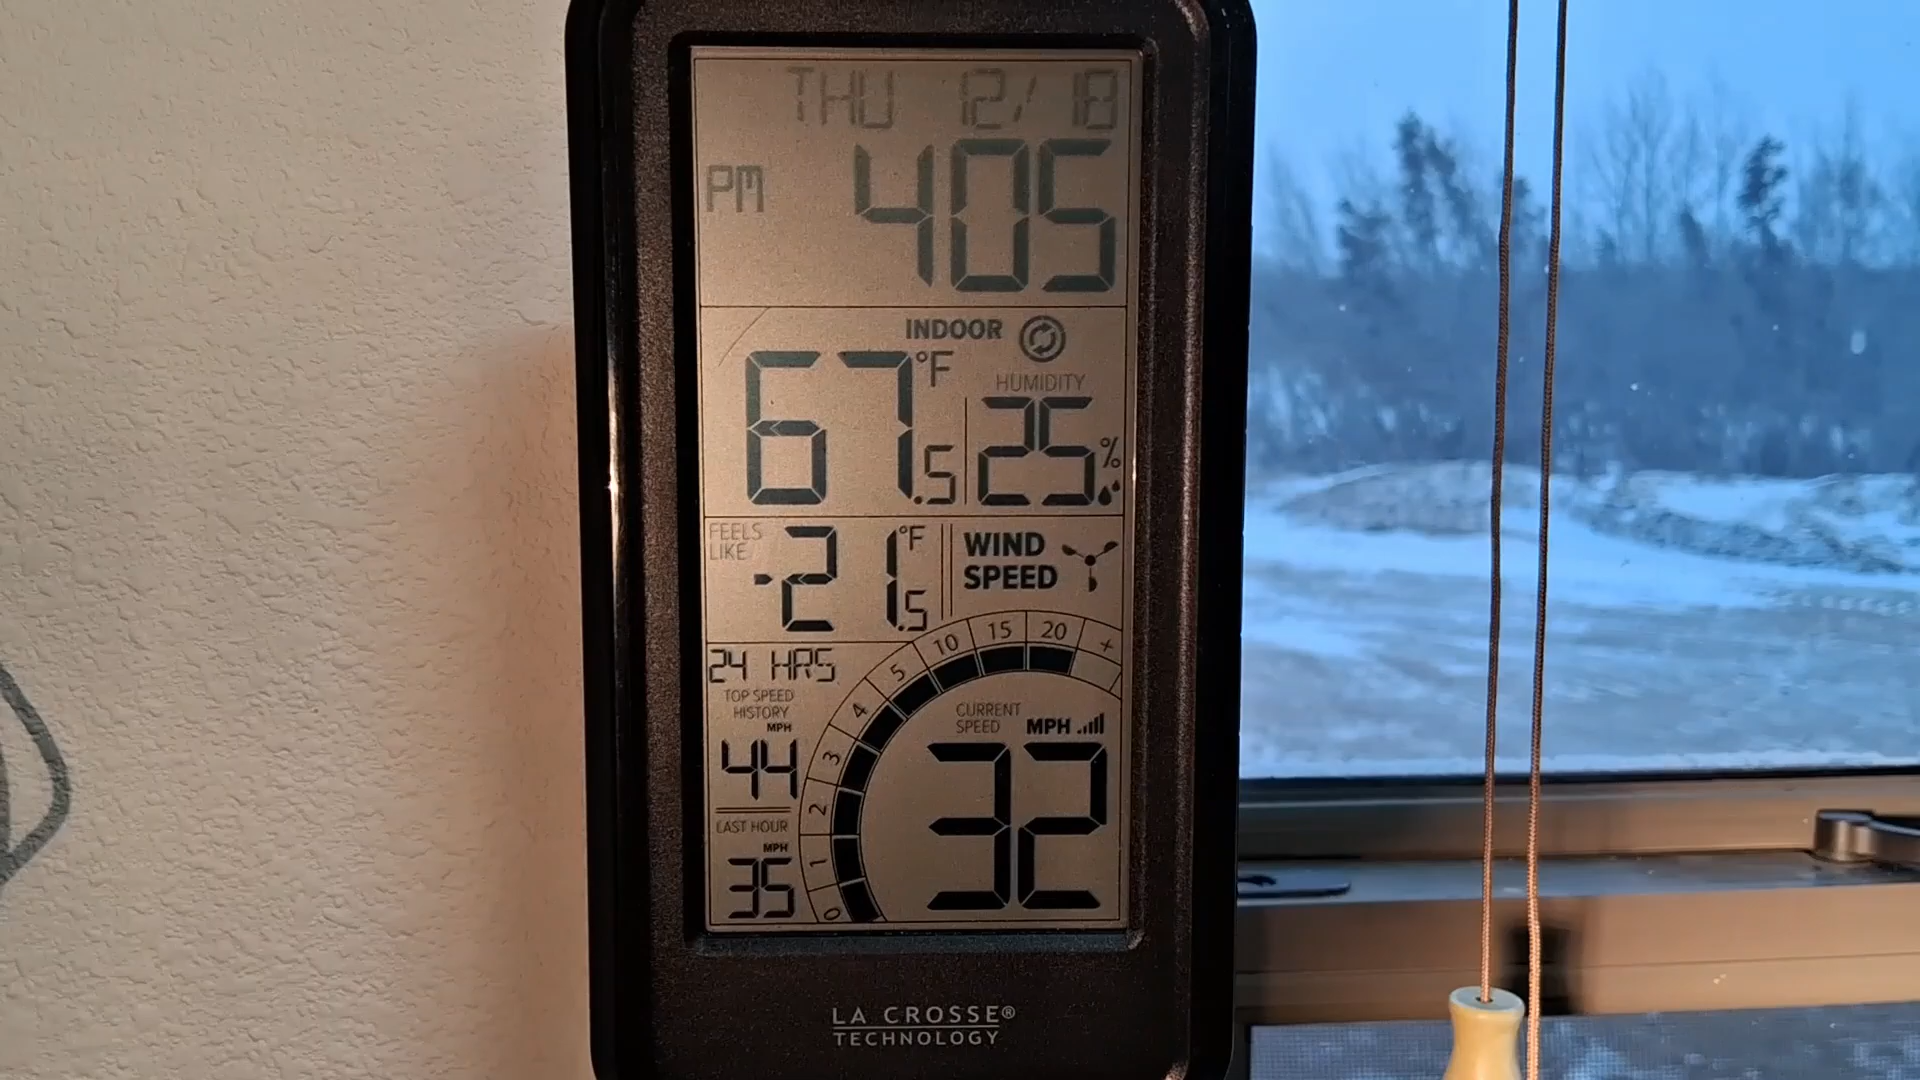 THU 12/18
PM 405
INDOOR
67.5 °F
HUMIDITY
25 %
FEELS LIKE
-21.5 °F
WIND
SPEED
24 HRS
TOP SPEED
HISTORY
MPH
44
LAST HOUR
MPH
35
0 1 2 3 4 5 10 15 20 +
CURRENT
SPEED MPH
32
LA CROSSE®
TECHNOLOGY